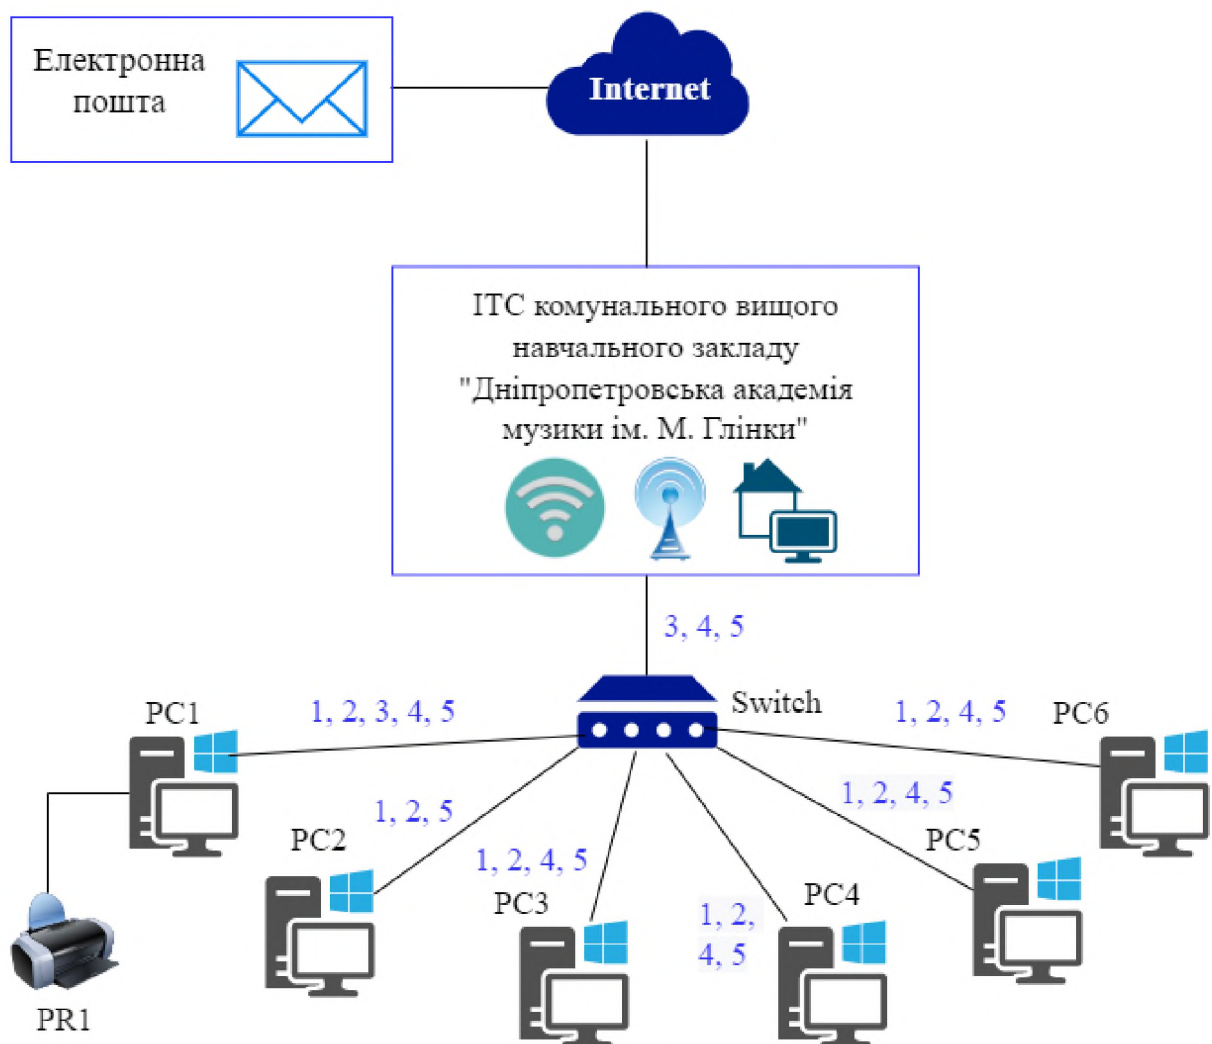 Електронна
пошта
Internet
ІТС комунального вищого
навчального закладу
"Дніпропетровська академія
музики ім. М. Глінки"
3, 4, 5
Switch
PC1
1, 2, 3, 4, 5
1, 2, 4, 5
PC6
1, 2, 5
1, 2, 4, 5
PC2
1, 2, 4, 5
PC5
PC3
1, 2,
4, 5
PC4
PR1